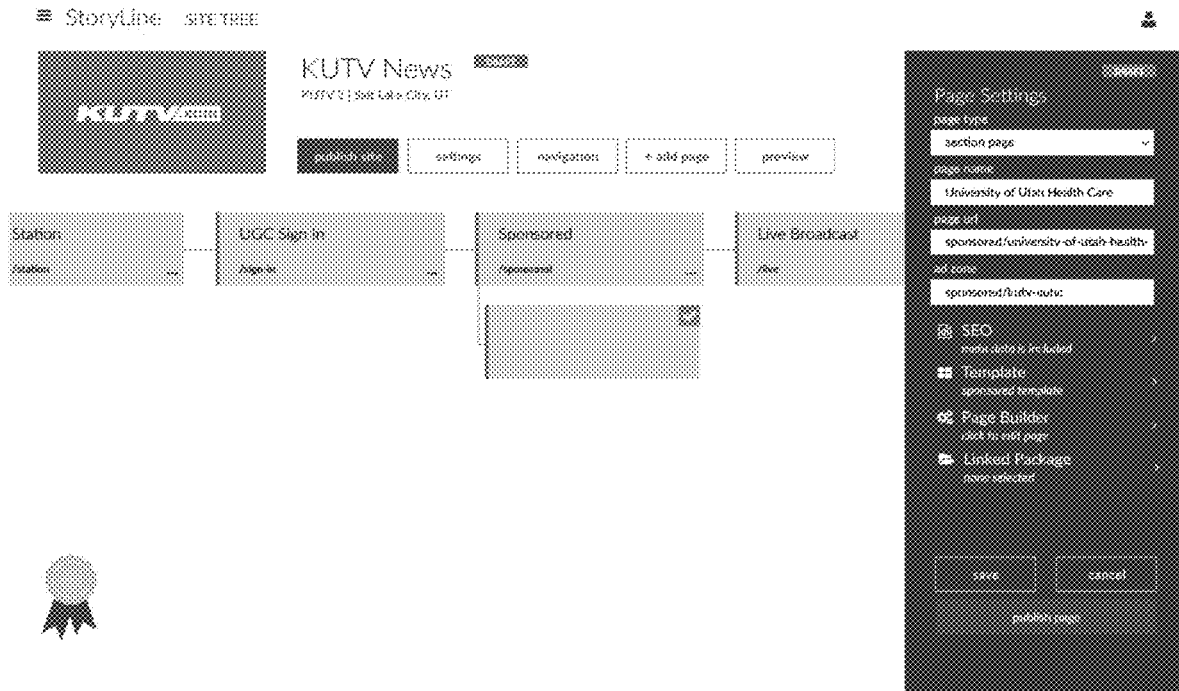 StoryLine SITE TREE
KUTV
KUTV News
KUTV 2 | Salt Lake City, UT
publish site
settings
navigation
+ add page
preview
Station
/station
...
UGC Sign In
/sign-in
...
Sponsored
/sponsored
...
Live Broadcast
/live
Page Settings
page type
section page
page name
University of Utah Health Care
page url
sponsored/university-of-utah-health-
ad zone
SEO
meta data is included
Template
sponsored template
Page Builder
click to edit page
Linked Package
none selected
save
cancel
publish page